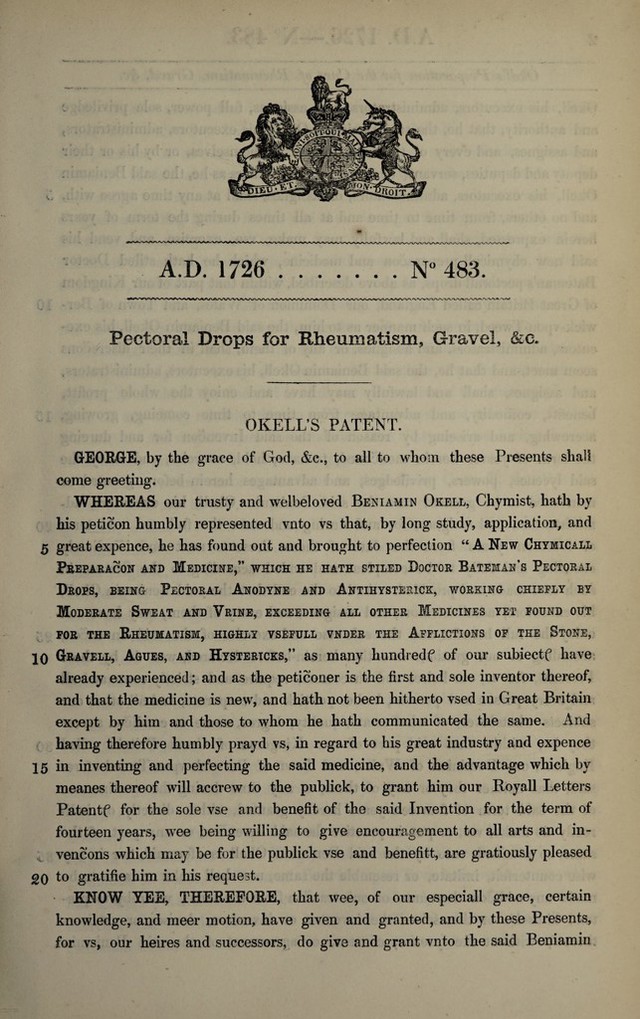 DIEU · ET · MON · DROIT ·
A.D. 1726 . . . . . . . . Nº 483.
Pectoral Drops for Rheumatism, Gravel, &c.
OKELL'S PATENT.
GEORGE, by the grace of God, &c., to all to whom these Presents shall
come greeting.
WHEREAS our trusty and welbeloved BENIAMIN OKELL, Chymist, hath by
his petic̃on humbly represented vnto vs that, by long study, application, and
5 great expence, he has found out and brought to perfection "A NEW CHYMICALL
PREPARAC̃ON AND MEDICINE," WHICH HE HATH STILED DOCTOR BATEMAN'S PECTORAL
DROPS, BEING PECTORAL ANODYNE AND ANTIHYSTERICK, WORKING CHIEFLY BY
MODERATE SWEAT AND VRINE, EXCEEDING ALL OTHER MEDICINES YET FOUND OUT
FOR THE RHEUMATISM, HIGHLY VSEFULL VNDER THE AFFLICTIONS OF THE STONE,
10 GRAVELL, AGUES, AND HYSTERICKS," as many hundredꝭ of our subiectꝭ have
already experienced; and as the petic̃oner is the first and sole inventor thereof,
and that the medicine is new, and hath not been hitherto vsed in Great Britain
except by him and those to whom he hath communicated the same. And
having therefore humbly prayd vs, in regard to his great industry and expence
15 in inventing and perfecting the said medicine, and the advantage which by
meanes thereof will accrew to the publick, to grant him our Royall Letters
Patentꝭ for the sole vse and benefit of the said Invention for the term of
fourteen years, wee being willing to give encouragement to all arts and in-
venc̃ons which may be for the publick vse and benefitt, are gratiously pleased
20 to gratifie him in his request.
KNOW YEE, THEREFORE, that wee, of our especiall grace, certain
knowledge, and meer motion, have given and granted, and by these Presents,
for vs, our heires and successors, do give and grant vnto the said Beniamin